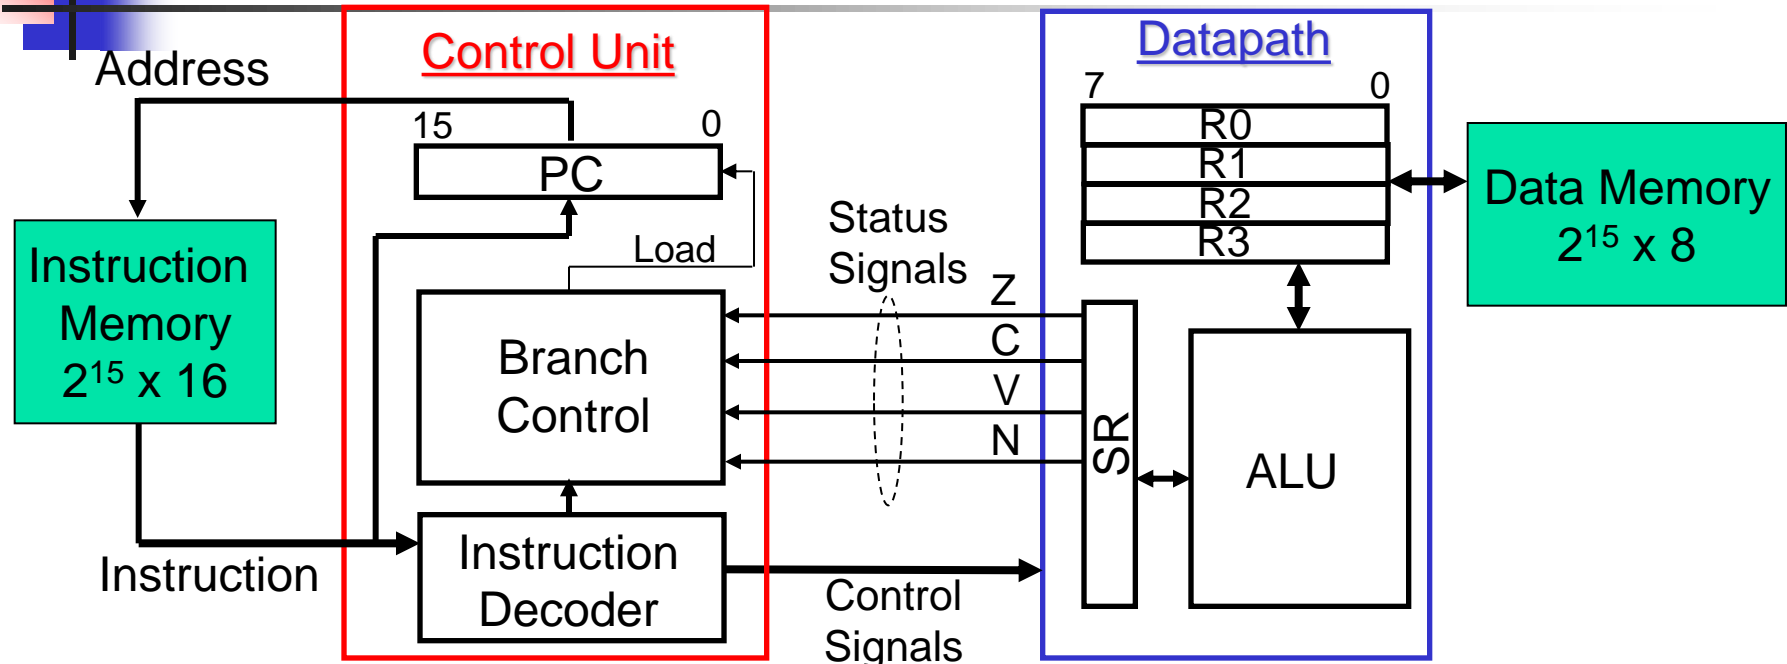 Address
Control Unit
15 0
PC
Load
Instruction
Memory
2¹⁵ x 16
Branch
Control
Instruction
Instruction
Decoder
Status
Signals
Z
C
V
N
Control
Signals
Datapath
7 0
R0
R1
R2
R3
SR
ALU
Data Memory
2¹⁵ x 8